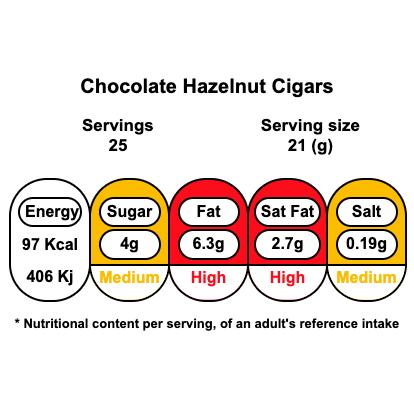 Chocolate Hazelnut Cigars
Servings Serving size
25 21 (g)
Energy Sugar Fat Sat Fat Salt
97 Kcal 4g 6.3g 2.7g 0.19g
406 Kj Medium High High Medium
* Nutritional content per serving, of an adult's reference intake